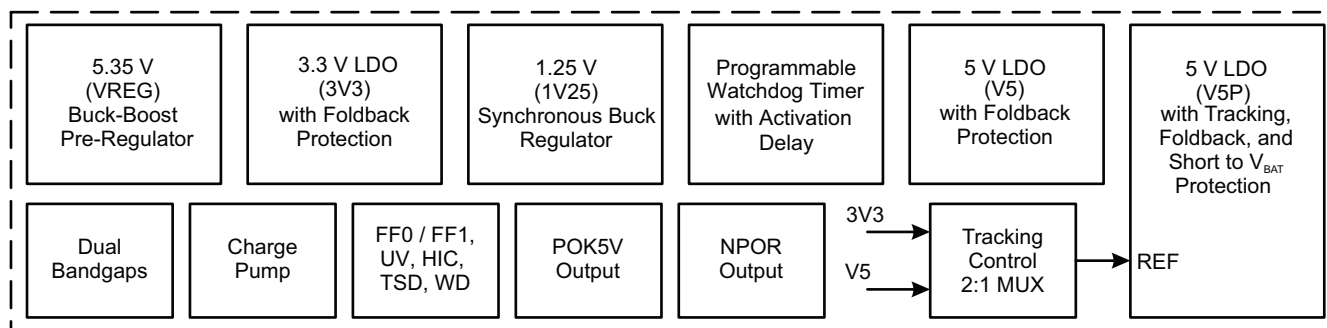 5.35 V
(VREG)
Buck-Boost
Pre-Regulator
3.3 V LDO
(3V3)
with Foldback
Protection
1.25 V
(1V25)
Synchronous Buck
Regulator
Programmable
Watchdog Timer
with Activation
Delay
5 V LDO
(V5)
with Foldback
Protection
5 V LDO
(V5P)
with Tracking,
Foldback, and
Short to VBAT
Protection
Dual
Bandgaps
Charge
Pump
FF0 / FF1,
UV, HIC,
TSD, WD
POK5V
Output
NPOR
Output
3V3
V5
Tracking
Control
2:1 MUX
REF